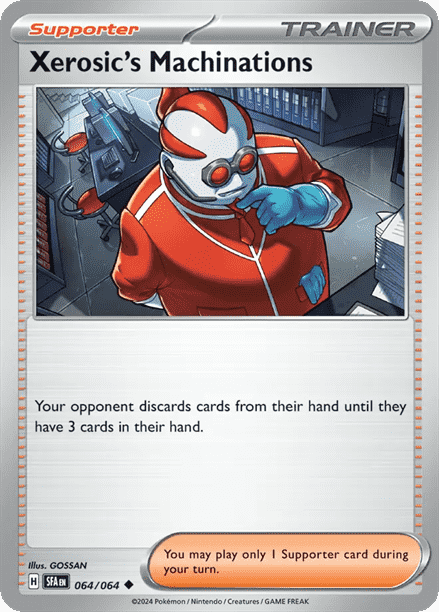 Supporter
TRAINER
Xerosic's Machinations
Your opponent discards cards from their hand until they
have 3 cards in their hand.
Illus. GOSSAN
You may play only 1 Supporter card during
your turn.
H SFA EN 064/064
©2024 Pokémon / Nintendo / Creatures / GAME FREAK